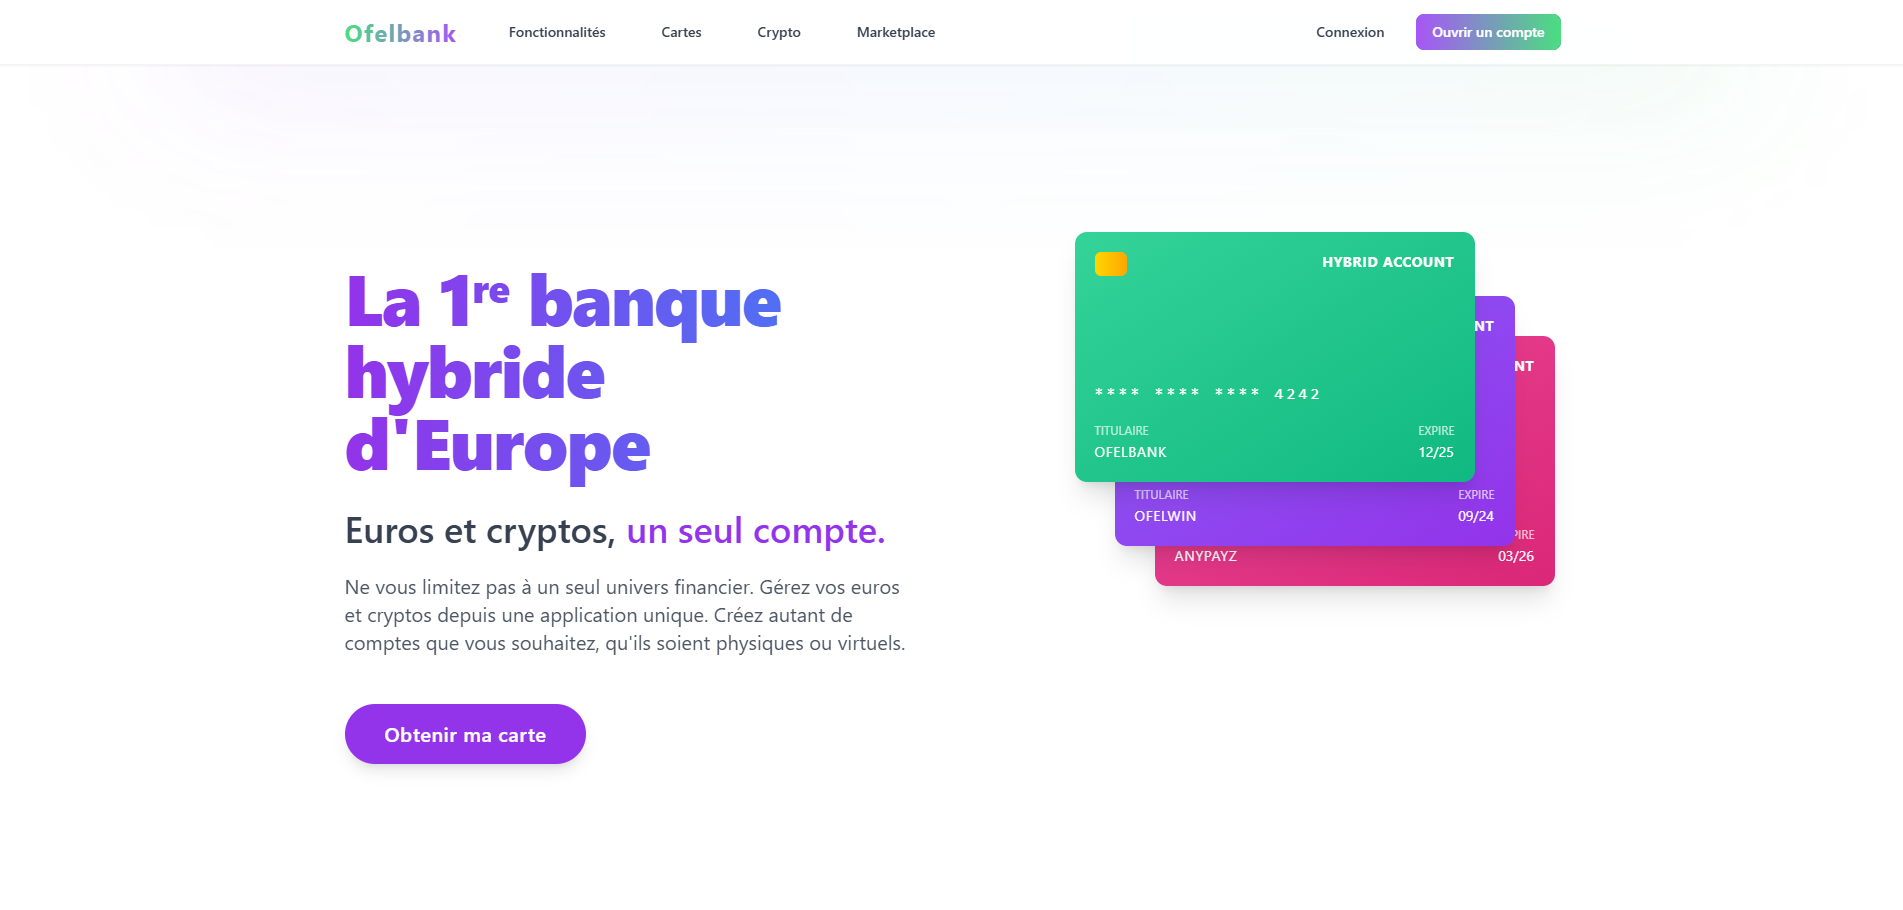 Ofelbank
Fonctionnalités
Cartes
Crypto
Marketplace
Connexion
Ouvrir un compte
La 1re banque
hybride
d'Europe
Euros et cryptos, un seul compte.
Ne vous limitez pas à un seul univers financier. Gérez vos euros
et cryptos depuis une application unique. Créez autant de
comptes que vous souhaitez, qu'ils soient physiques ou virtuels.
Obtenir ma carte
HYBRID ACCOUNT
**** **** **** 4242
TITULAIRE
EXPIRE
OFELBANK
12/25
NT
TITULAIRE
EXPIRE
OFELWIN
09/24
NT
PIRE
ANYPAYZ
03/26